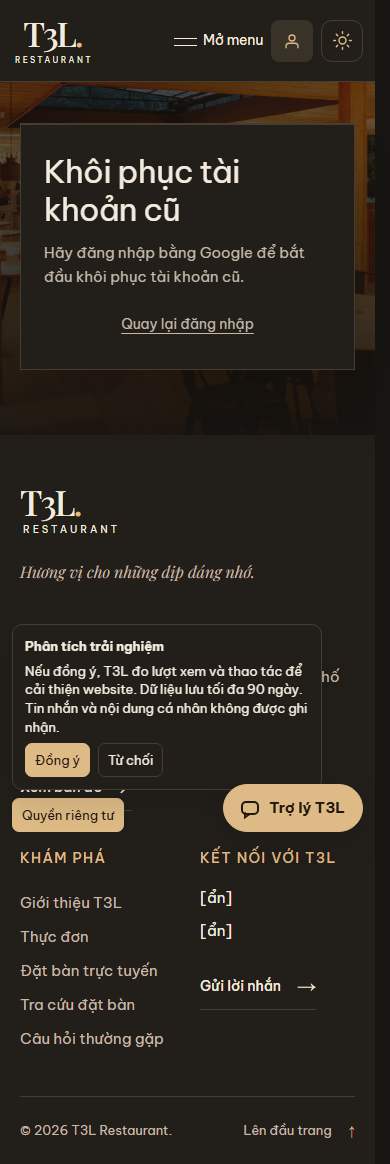 T3L.
RESTAURANT
Mở menu
Khôi phục tài
khoản cũ
Hãy đăng nhập bằng Google để bắt
đầu khôi phục tài khoản cũ.
Quay lại đăng nhập
T3L.
RESTAURANT
Hương vị cho những dịp đáng nhớ.
Phân tích trải nghiệm
Nếu đồng ý, T3L đo lượt xem và thao tác để
cải thiện website. Dữ liệu lưu tối đa 90 ngày.
Tin nhắn và nội dung cá nhân không được ghi
nhận.
Đồng ý
Từ chối
Quyền riêng tư
Trợ lý T3L
KHÁM PHÁ
Giới thiệu T3L
Thực đơn
Đặt bàn trực tuyến
Tra cứu đặt bàn
Câu hỏi thường gặp
KẾT NỐI VỚI T3L
[ẩn]
[ẩn]
Gửi lời nhắn →
© 2026 T3L Restaurant.
Lên đầu trang ↑